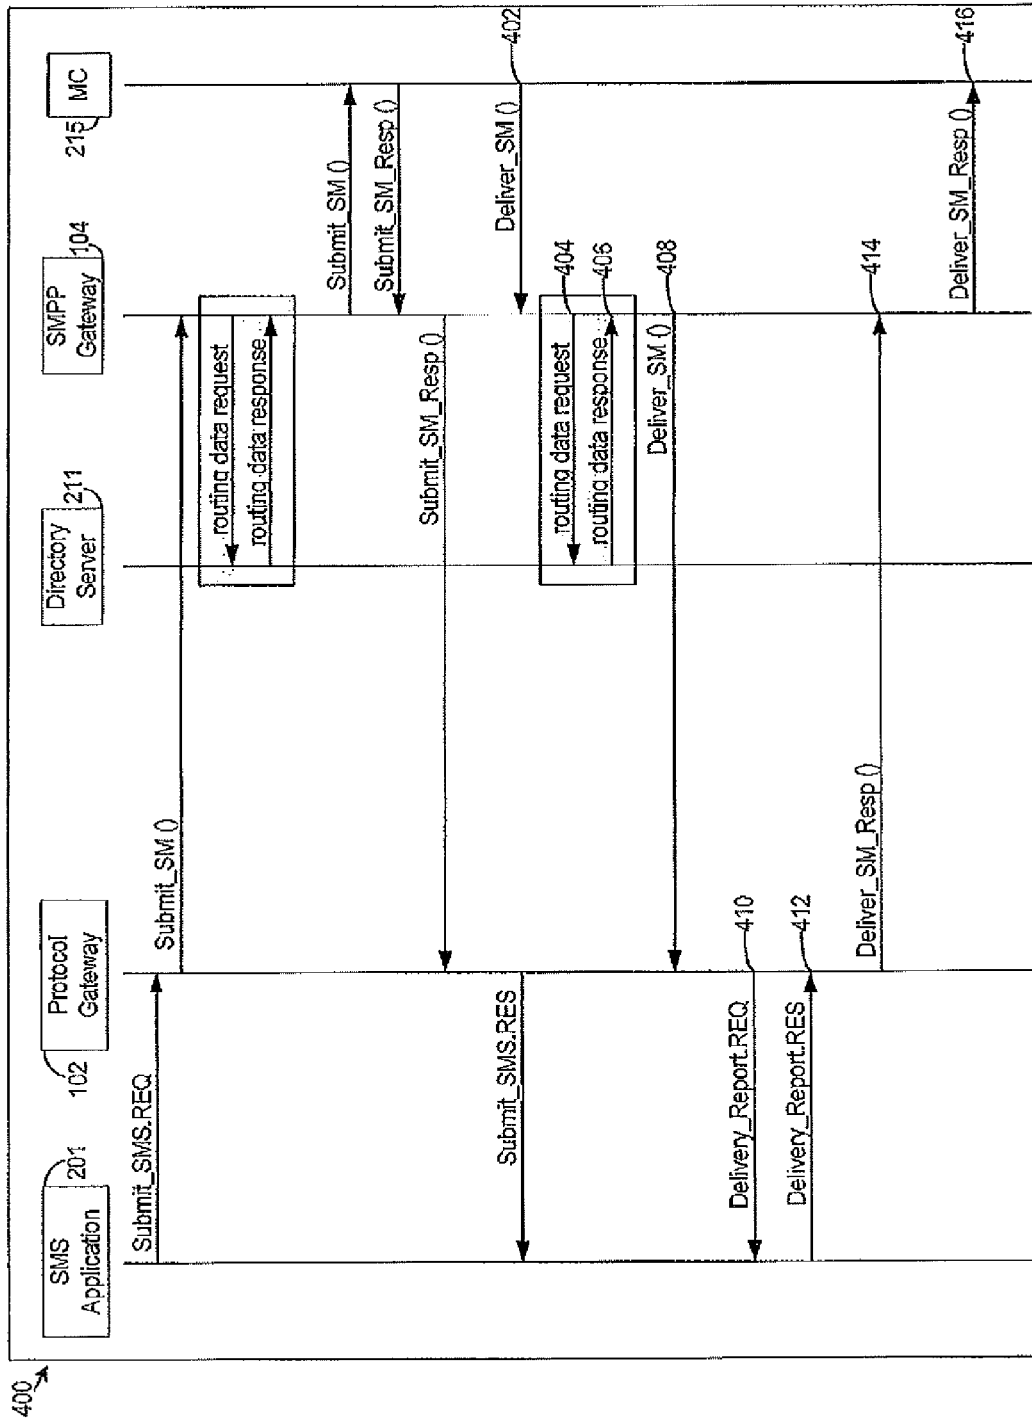 400
SMS
Application
201
Protocol
Gateway
102
Directory
Server
211
SMPP
Gateway
104
MC
215
Submit_SMS.REQ
Submit_SM ()
routing data request
routing data response
Submit_SM ()
Submit_SM_Resp ()
Submit_SM_Resp ()
Submit_SMS.RES
Deliver_SM ()
402
routing data request
404
routing data response
406
Deliver_SM ()
408
Delivery_Report.REQ
410
Delivery_Report.RES
412
Deliver_SM_Resp ()
414
Deliver_SM_Resp ()
416